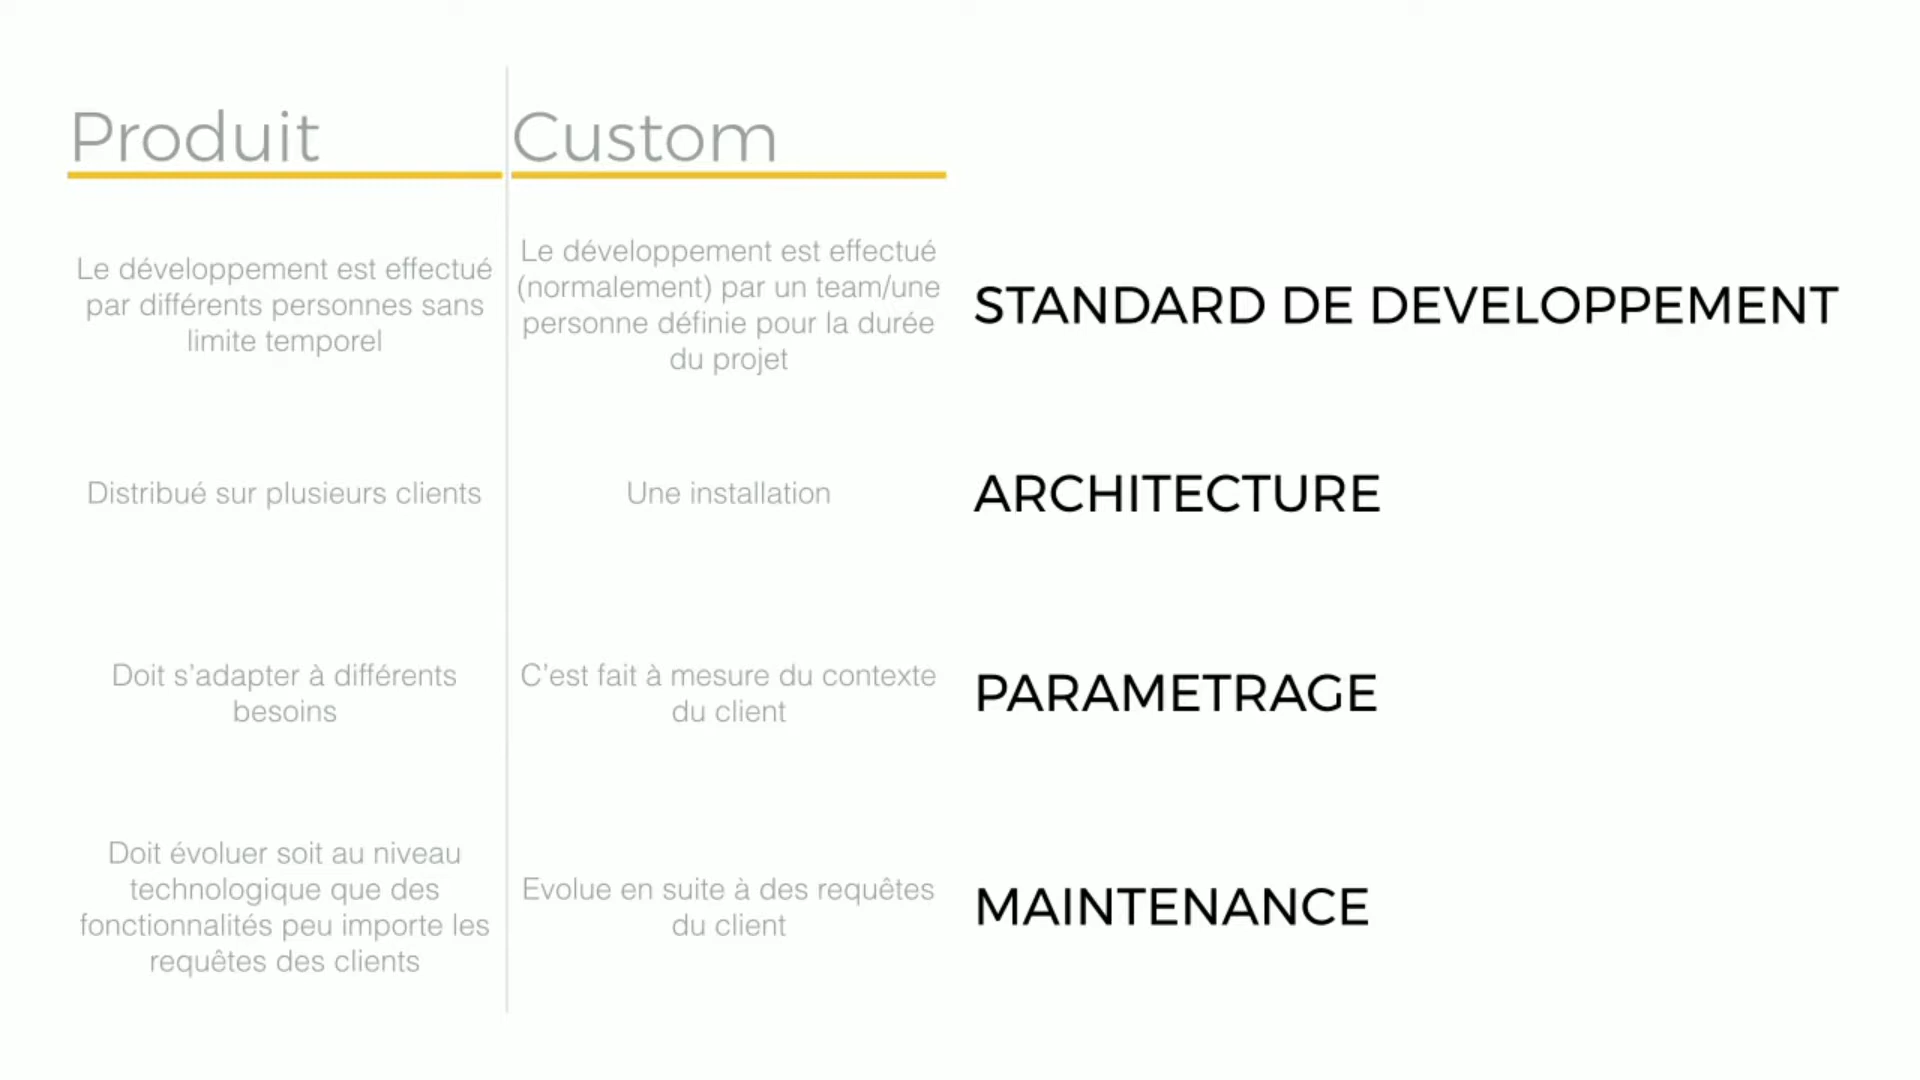 Produit
Custom
Le développement est effectué
par différents personnes sans
limite temporel
Le développement est effectué
(normalement) par un team/une
personne définie pour la durée
du projet
STANDARD DE DEVELOPPEMENT
Distribué sur plusieurs clients
Une installation
ARCHITECTURE
Doit s'adapter à différents
besoins
C'est fait à mesure du contexte
du client
PARAMETRAGE
Doit évoluer soit au niveau
technologique que des
fonctionnalités peu importe les
requêtes des clients
Evolue en suite à des requêtes
du client
MAINTENANCE